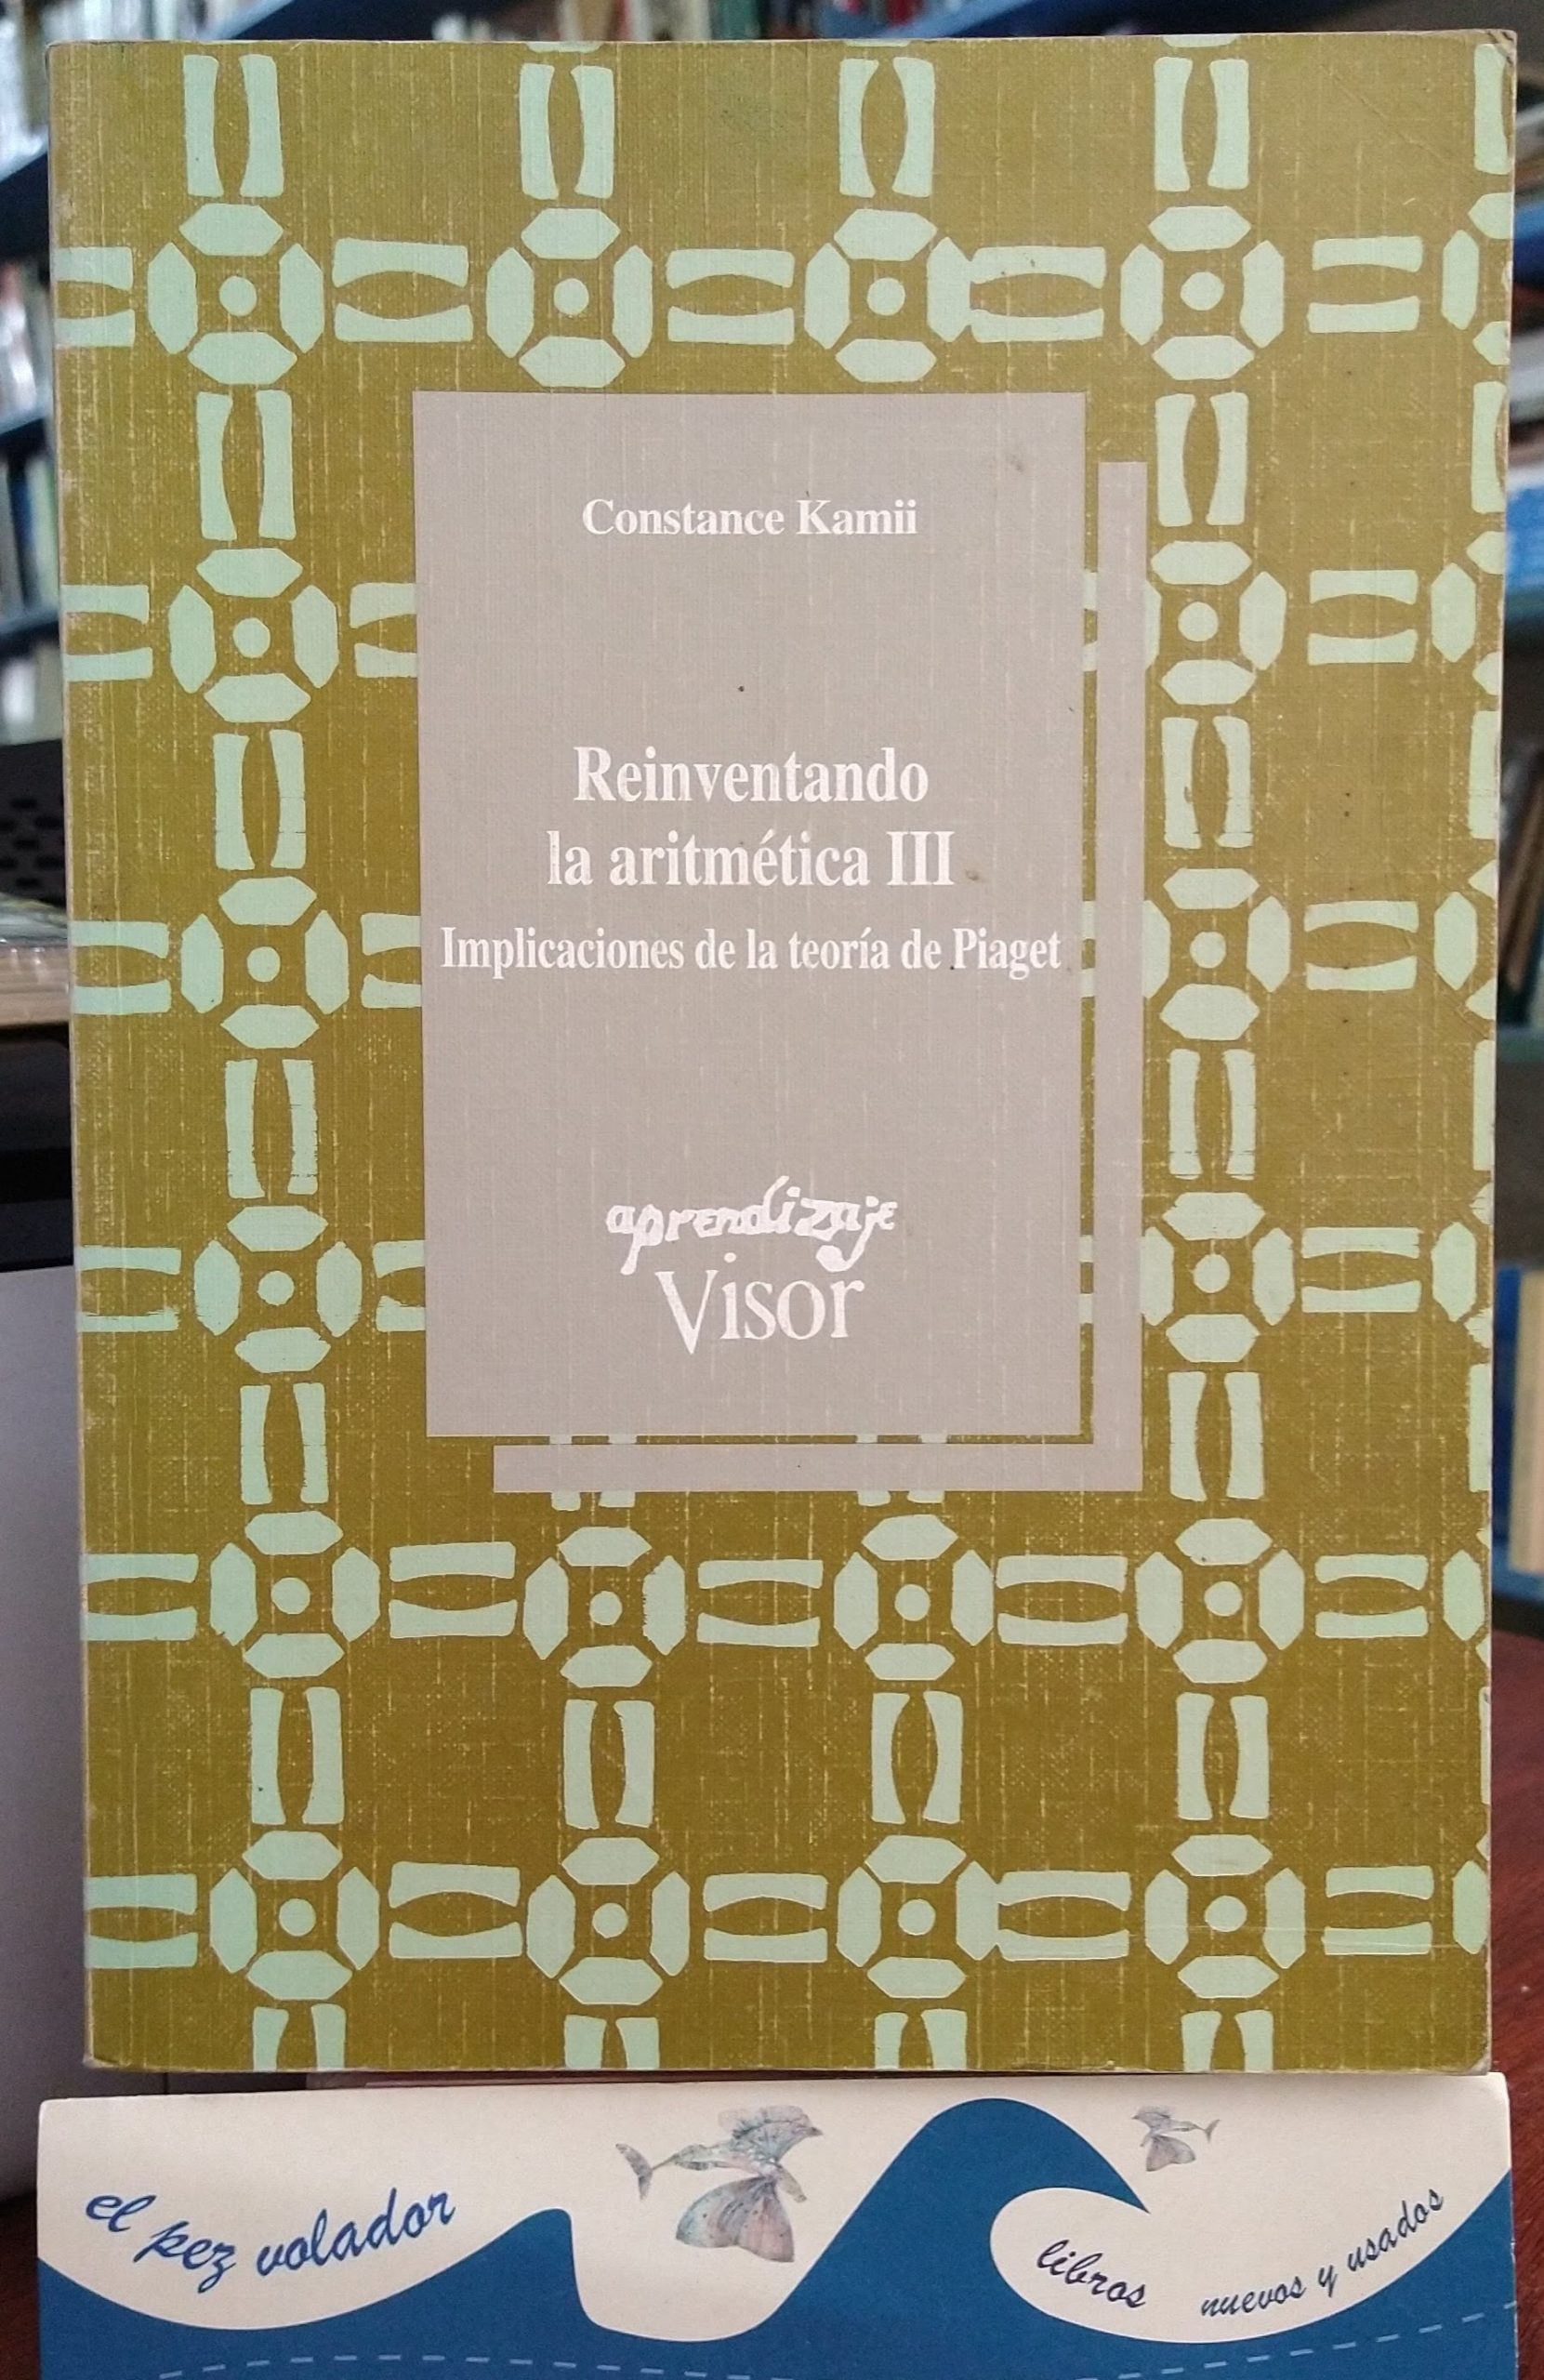 Constance Kamii
Reinventando
la aritmética III
Implicaciones de la teoría de Piaget
aprendizaje
Visor
el pez volador
libros nuevos y usados